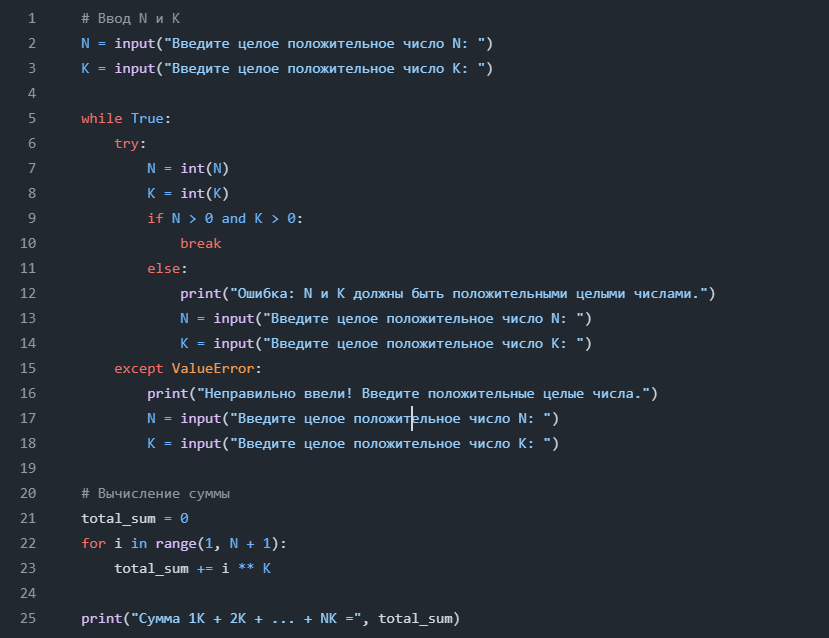 1 # Ввод N и K
2 N = input("Введите целое положительное число N: ")
3 K = input("Введите целое положительное число K: ")
4
5 while True:
6     try:
7         N = int(N)
8         K = int(K)
9         if N > 0 and K > 0:
10             break
11         else:
12             print("Ошибка: N и K должны быть положительными целыми числами.")
13             N = input("Введите целое положительное число N: ")
14             K = input("Введите целое положительное число K: ")
15     except ValueError:
16         print("Неправильно ввели! Введите положительные целые числа.")
17         N = input("Введите целое положительное число N: ")
18         K = input("Введите целое положительное число K: ")
19
20 # Вычисление суммы
21 total_sum = 0
22 for i in range(1, N + 1):
23     total_sum += i ** K
24
25 print("Сумма 1K + 2K + ... + NK =", total_sum)